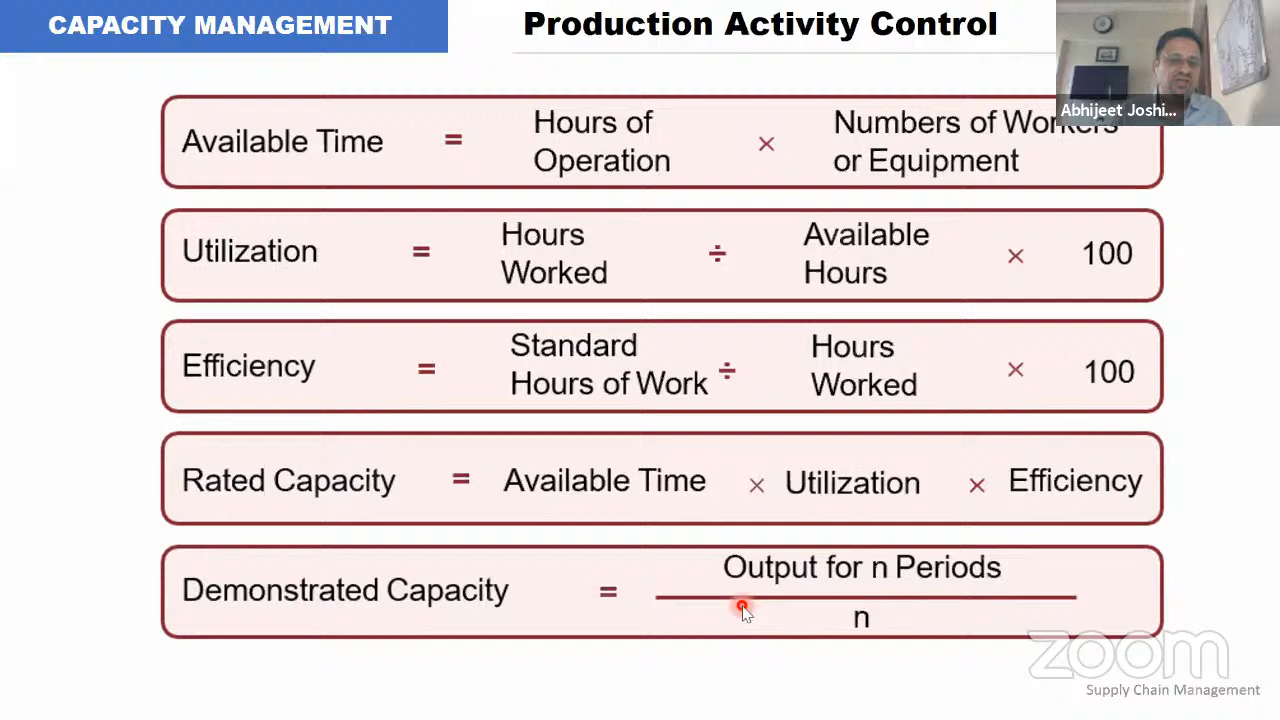 CAPACITY MANAGEMENT
Production Activity Control
Abhijeet Joshi...
Available Time = Hours of Operation × Numbers of Workers or Equipment
Utilization = Hours Worked ÷ Available Hours × 100
Efficiency = Standard Hours of Work ÷ Hours Worked × 100
Rated Capacity = Available Time × Utilization × Efficiency
Demonstrated Capacity = Output for n Periods
n
zoom
Supply Chain Management